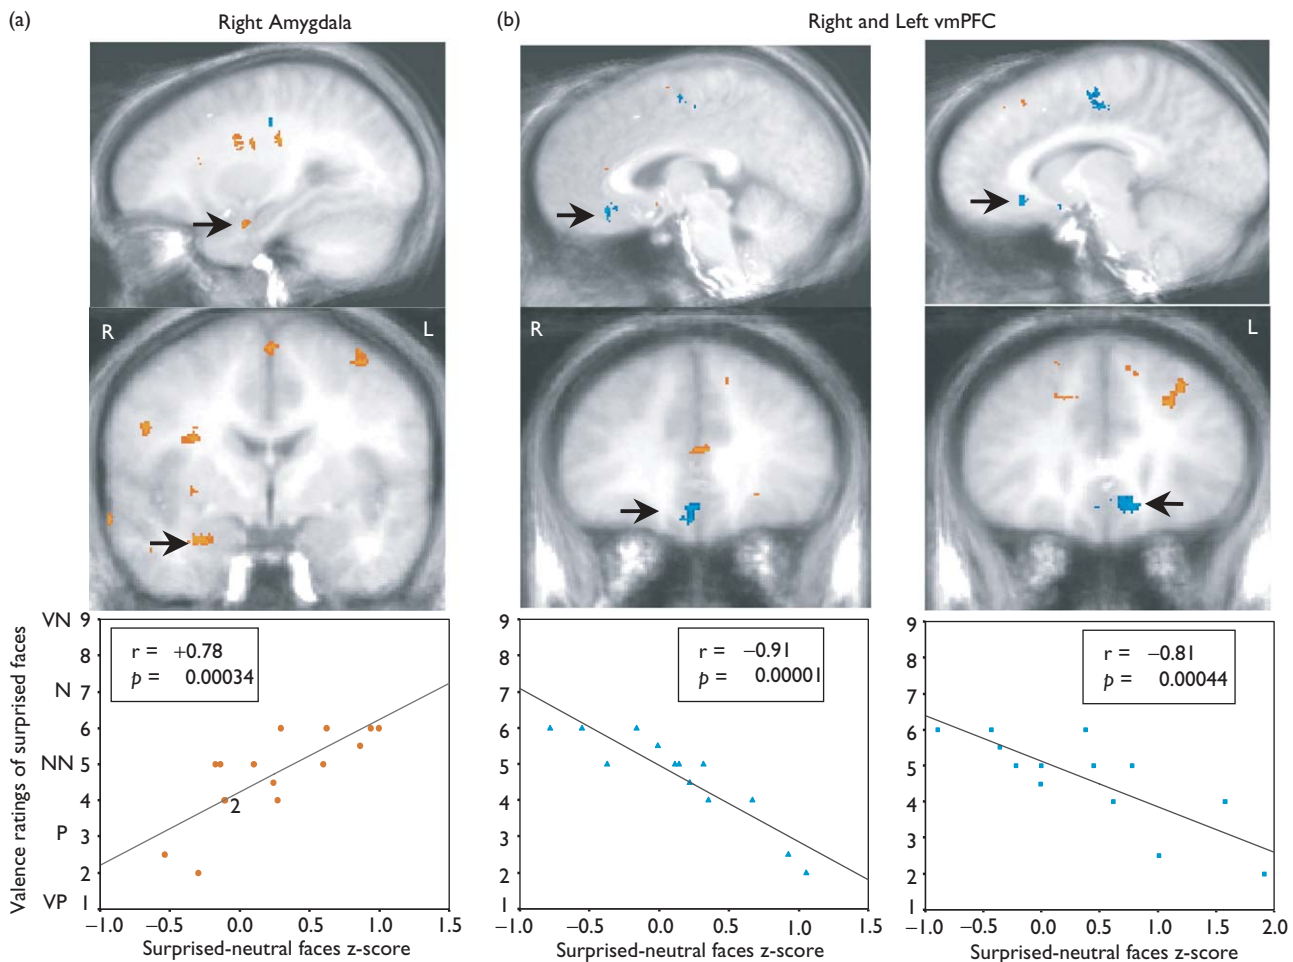 (a)
Right Amygdala
(b)
Right and Left vmPFC
R
L
R
L
Valence ratings of surprised faces
VN 9
8
N 7
6
NN 5
4
P
3
2
VP 1
r = +0.78
p = 0.00034
2
−1.0 −0.5 0.0 0.5 1.0 1.5
Surprised-neutral faces z-score
9
8
7
6
5
4
3
2
1
r = −0.91
p = 0.00001
−1.0 −0.5 0.0 0.5 1.0 1.5
Surprised-neutral faces z-score
9
8
7
6
5
4
3
2
1
r = −0.81
p = 0.00044
−1.0 −0.5 0.0 0.5 1.0 1.5 2.0
Surprised-neutral faces z-score